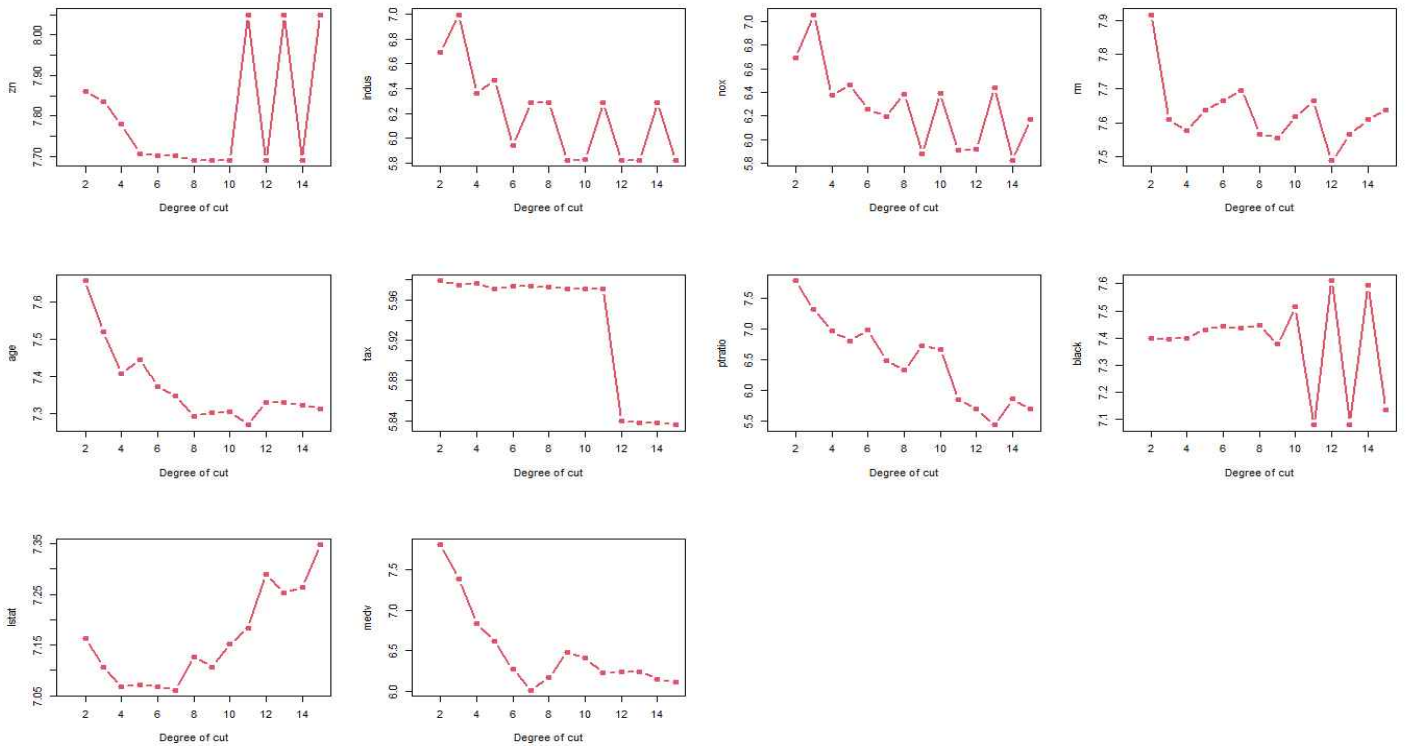 zn
7.70 7.80 7.90 8.00
2 4 6 8 10 12 14
Degree of cut
indus
5.8 6.0 6.2 6.4 6.6 6.8 7.0
2 4 6 8 10 12 14
Degree of cut
nox
5.8 6.0 6.2 6.4 6.6 6.8 7.0
2 4 6 8 10 12 14
Degree of cut
rm
7.5 7.6 7.7 7.8 7.9
2 4 6 8 10 12 14
Degree of cut
age
7.3 7.4 7.5 7.6
2 4 6 8 10 12 14
Degree of cut
tax
5.84 5.88 5.92 5.96
2 4 6 8 10 12 14
Degree of cut
ptratio
5.5 6.0 6.5 7.0 7.5
2 4 6 8 10 12 14
Degree of cut
black
7.1 7.2 7.3 7.4 7.5 7.6
2 4 6 8 10 12 14
Degree of cut
lstat
7.05 7.15 7.25 7.35
2 4 6 8 10 12 14
Degree of cut
medv
6.0 6.5 7.0 7.5
2 4 6 8 10 12 14
Degree of cut